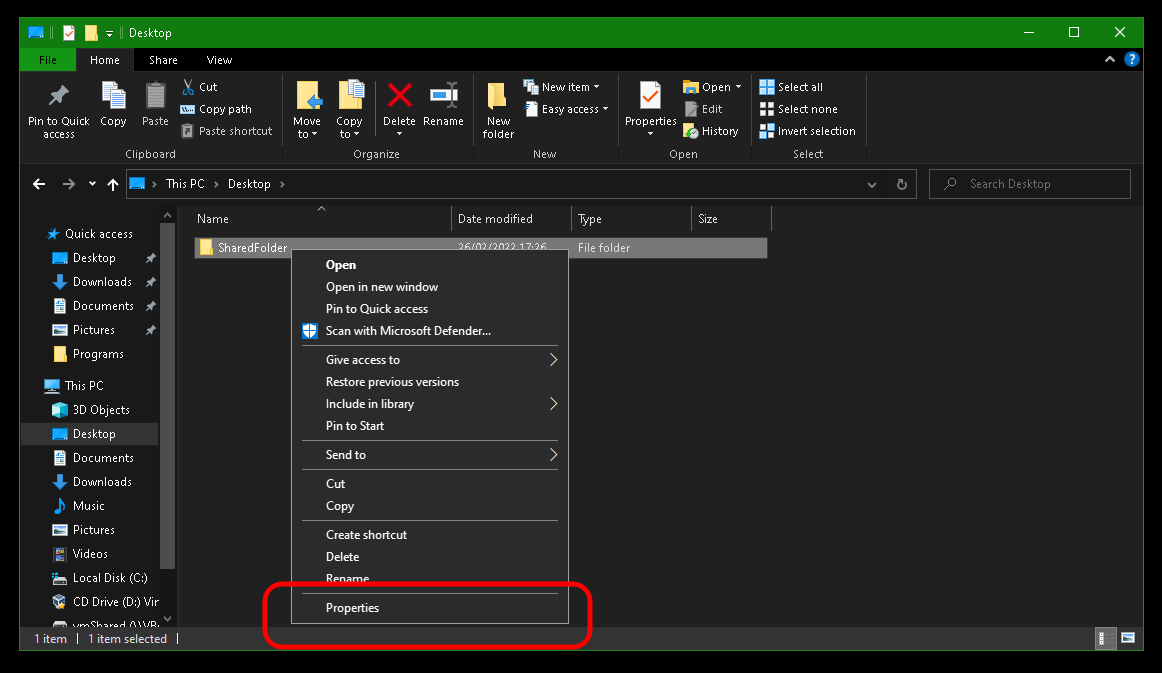 Desktop
File Home Share View
Pin to Quick access
Copy
Paste
Cut
Copy path
Paste shortcut
Clipboard
Move to
Copy to
Delete
Rename
Organize
New folder
New item
Easy access
New
Properties
Open
Edit
History
Open
Select all
Select none
Invert selection
Select
This PC Desktop
Search Desktop
Name Date modified Type Size
SharedFolder 26/02/2022 17:26 File folder
Quick access
Desktop
Downloads
Documents
Pictures
Programs
This PC
3D Objects
Desktop
Documents
Downloads
Music
Pictures
Videos
Local Disk (C:)
CD Drive (D:) Vir
vmShared (\\VB
Open
Open in new window
Pin to Quick access
Scan with Microsoft Defender...
Give access to
Restore previous versions
Include in library
Pin to Start
Send to
Cut
Copy
Create shortcut
Delete
Rename
Properties
1 item 1 item selected